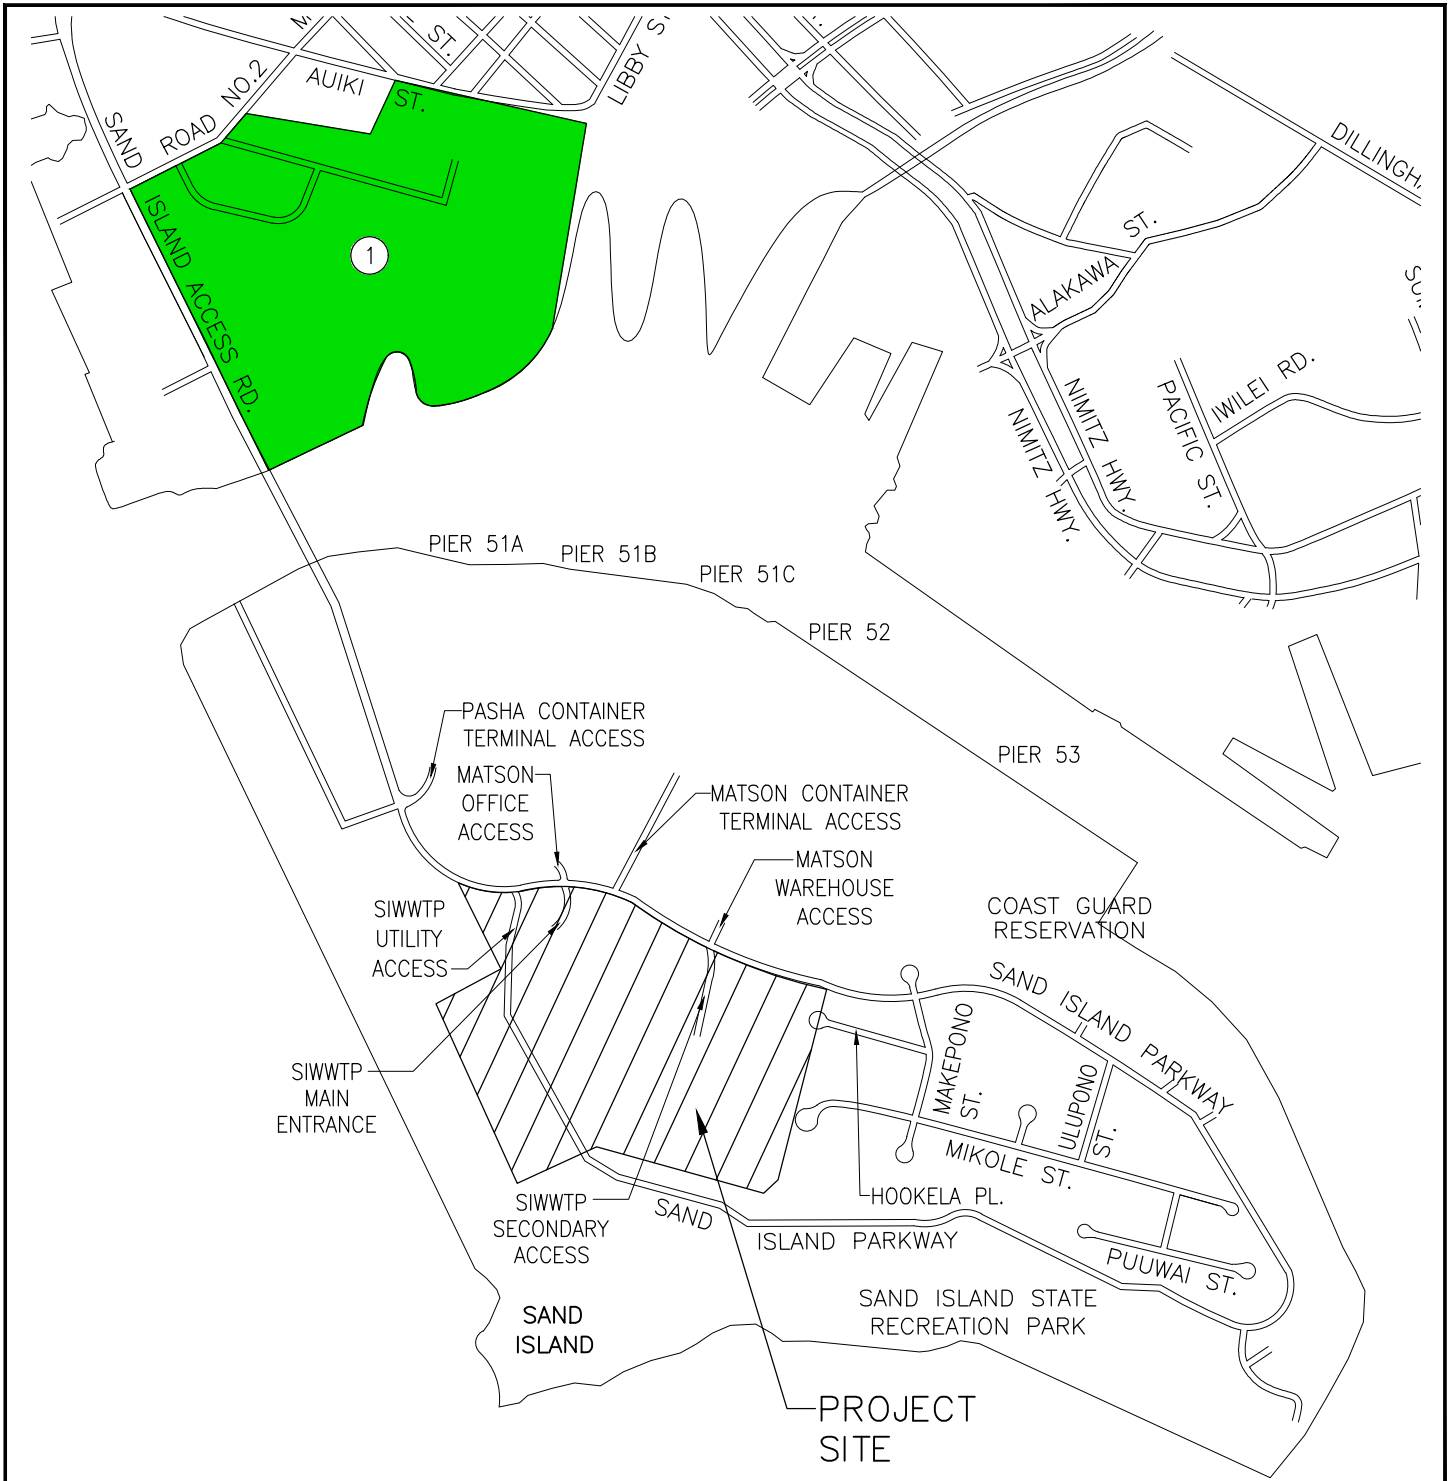 ST.
LIBBY
AUIKI
ST.
ROAD
NO.2
SAND
ISLAND ACCESS RD.
1
ST.
ALAKAWA
IWILEI RD.
PACIFIC ST.
NIMITZ HWY.
NIMITZ HWY.
PIER 51A
PIER 51B
PIER 51C
PIER 52
PIER 53
PASHA CONTAINER
TERMINAL ACCESS
MATSON
OFFICE
ACCESS
MATSON CONTAINER
TERMINAL ACCESS
MATSON
WAREHOUSE
ACCESS
SIWWTP
UTILITY
ACCESS
COAST GUARD
RESERVATION
SAND ISLAND PARKWAY
SIWWTP
MAIN
ENTRANCE
MAKEPONO
ST.
ULUPONO
ST.
MIKOLE ST.
HOOKELA PL.
SIWWTP
SECONDARY
ACCESS
SAND
ISLAND PARKWAY
PUUWAI ST.
SAND ISLAND STATE
RECREATION PARK
SAND
ISLAND
PROJECT
SITE